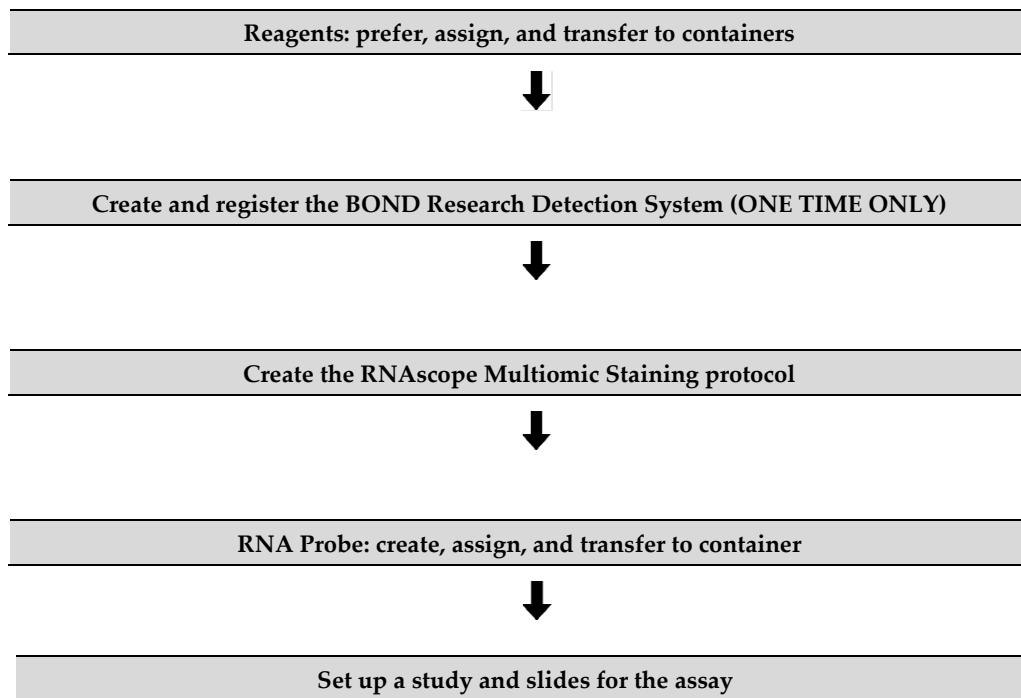 Reagents: prefer, assign, and transfer to containers
Create and register the BOND Research Detection System (ONE TIME ONLY)
Create the RNAscope Multiomic Staining protocol
RNA Probe: create, assign, and transfer to container
Set up a study and slides for the assay